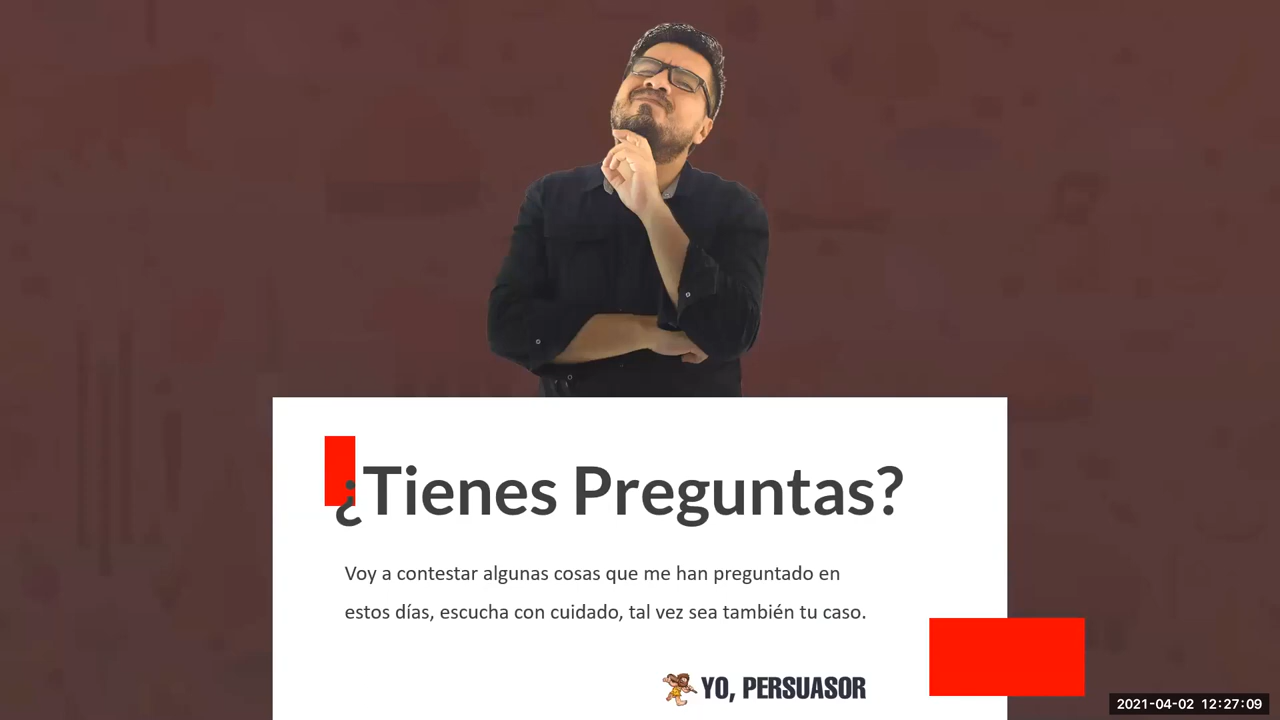 ¿Tienes Preguntas?
Voy a contestar algunas cosas que me han preguntado en
estos días, escucha con cuidado, tal vez sea también tu caso.
YO, PERSUASOR
2021-04-02 12:27:09